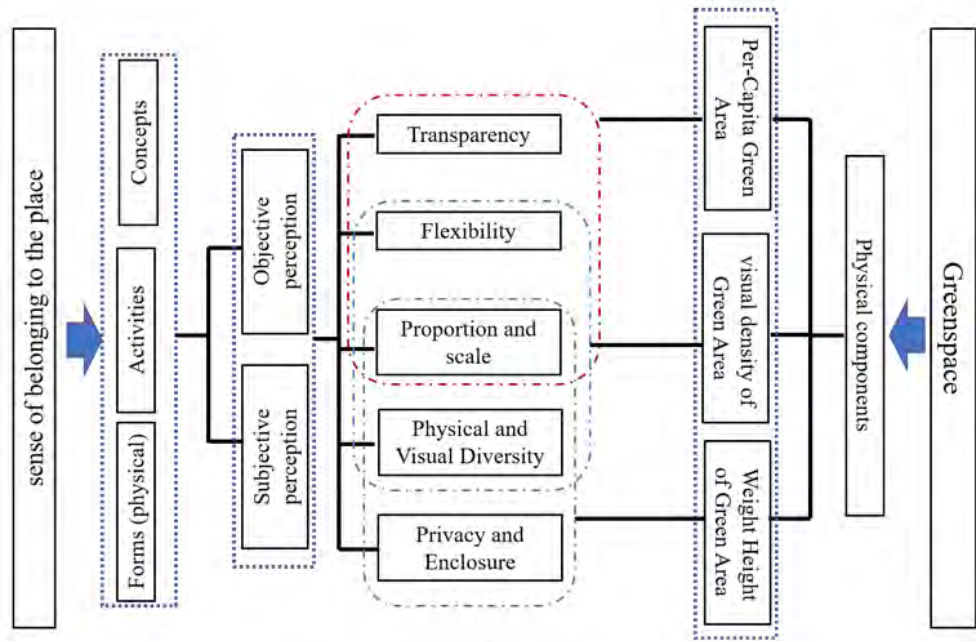 sense of belonging to the place
Concepts
Activities
Forms (physical)
Objective
perception
Subjective
perception
Transparency
Flexibility
Proportion and
scale
Physical and
Visual Diversity
Privacy and
Enclosure
Per-Capita Green
Area
visual density of
Green Area
Weight Height
of Green Area
Physical components
Greenspace